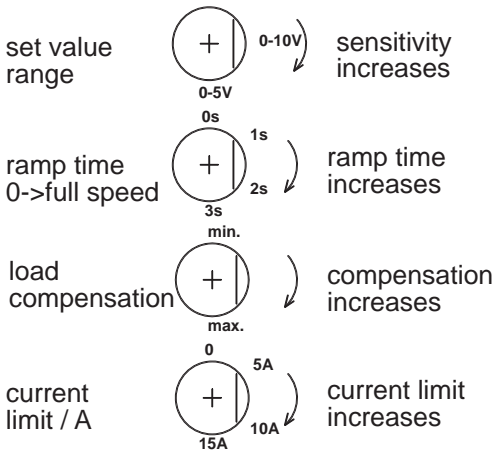 set value
range
0-10V
0-5V
sensitivity
increases
ramp time
0->full speed
0s
1s
2s
3s
ramp time
increases
load
compensation
min.
max.
compensation
increases
current
limit / A
0
5A
10A
15A
current limit
increases